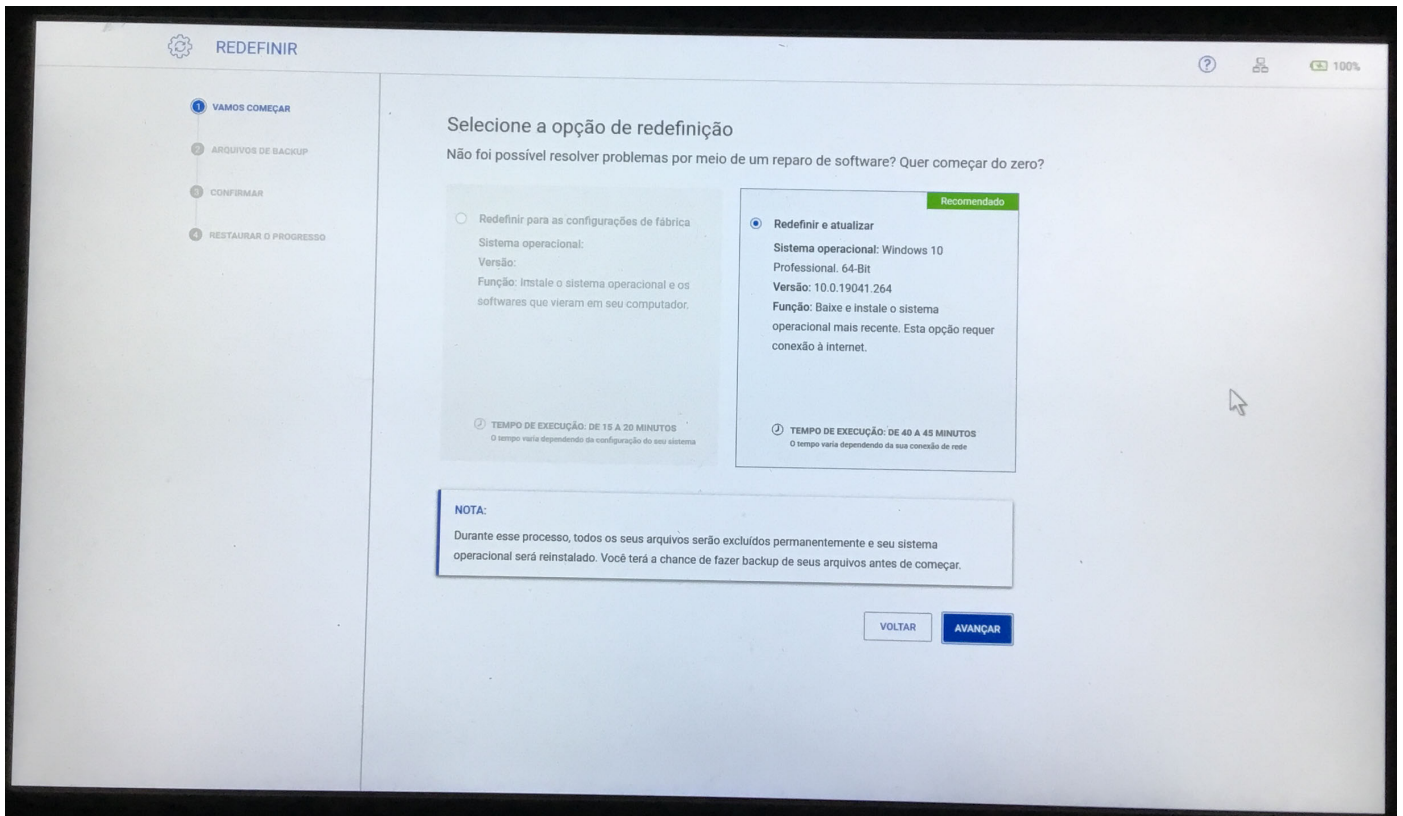 REDEFINIR
100%
1 VAMOS COMEÇAR
2 ARQUIVOS DE BACKUP
3 CONFIRMAR
4 RESTAURAR O PROGRESSO
Selecione a opção de redefinição
Não foi possível resolver problemas por meio de um reparo de software? Quer começar do zero?
Redefinir para as configurações de fábrica
Sistema operacional:
Versão:
Função: Instale o sistema operacional e os
softwares que vieram em seu computador.
TEMPO DE EXECUÇÃO: DE 15 A 20 MINUTOS
O tempo varia dependendo da configuração do seu sistema
Recomendado
Redefinir e atualizar
Sistema operacional: Windows 10
Professional. 64-Bit
Versão: 10.0.19041.264
Função: Baixe e instale o sistema
operacional mais recente. Esta opção requer
conexão à internet.
TEMPO DE EXECUÇÃO: DE 40 A 45 MINUTOS
O tempo varia dependendo da sua conexão de rede
NOTA:
Durante esse processo, todos os seus arquivos serão excluídos permanentemente e seu sistema
operacional será reinstalado. Você terá a chance de fazer backup de seus arquivos antes de começar.
VOLTAR
AVANÇAR